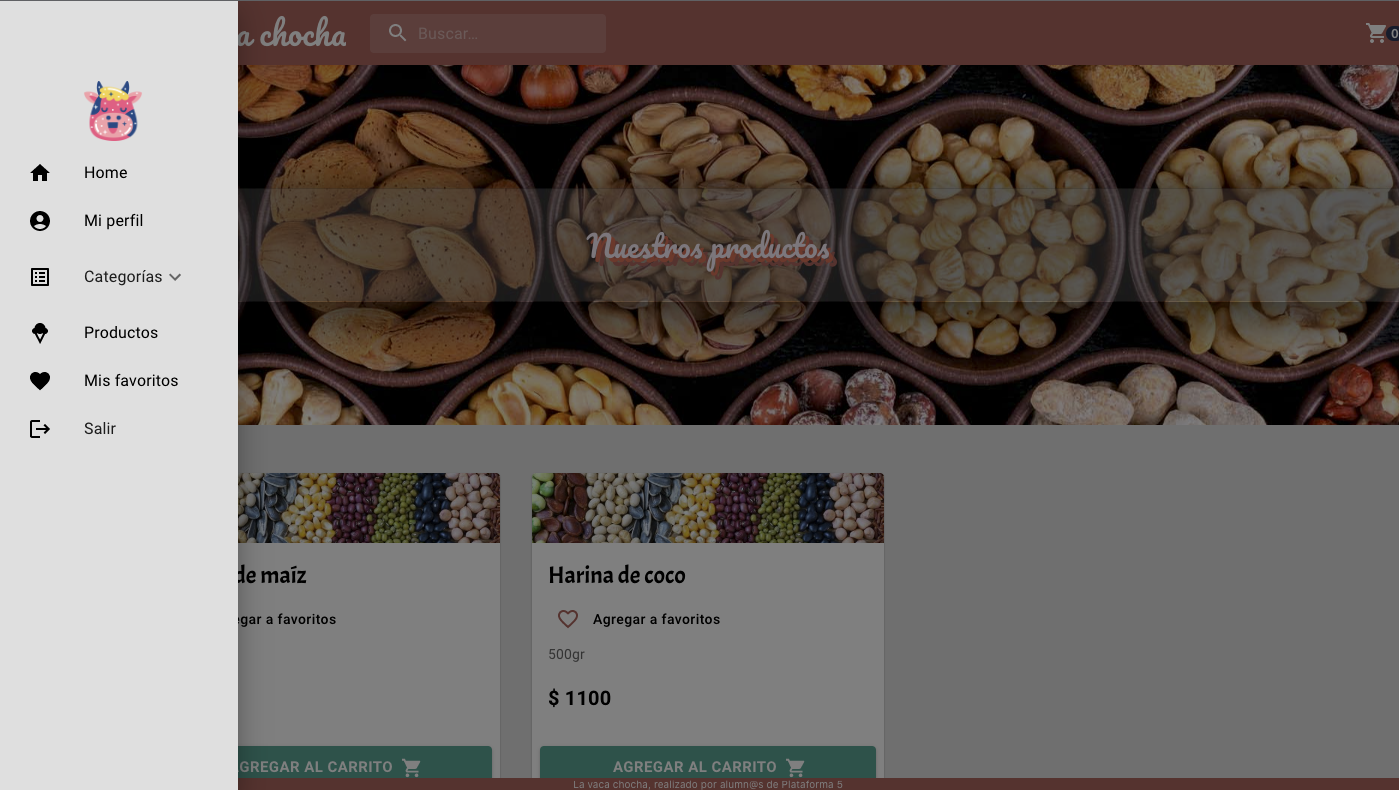 a chocha
Buscar...
0
Home
Mi perfil
Categorías
Productos
Mis favoritos
Salir
Nuestros productos
de maíz
Harina de coco
egar a favoritos
Agregar a favoritos
500gr
$ 1100
GREGAR AL CARRITO
AGREGAR AL CARRITO
La vaca chocha, realizado por alumn@s de Plataforma 5